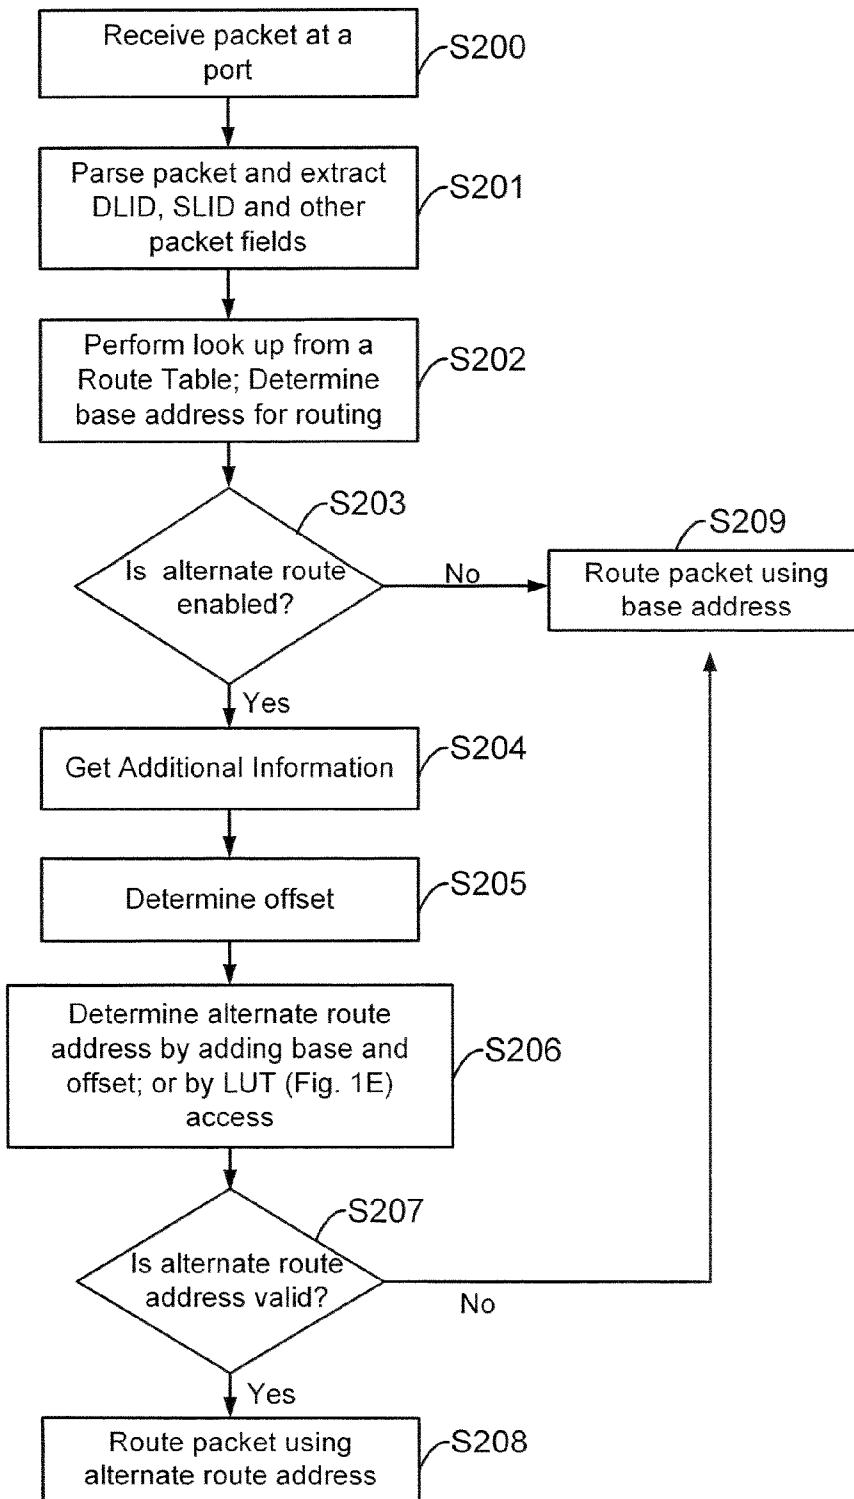 Receive packet at a
port
S200
Parse packet and extract
DLID, SLID and other
packet fields
S201
Perform look up from a
Route Table; Determine
base address for routing
S202
S203
Is alternate route
enabled?
No
S209
Route packet using
base address
Yes
Get Additional Information
S204
Determine offset
S205
Determine alternate route
address by adding base and
offset; or by LUT (Fig. 1E)
access
S206
S207
Is alternate route
address valid?
No
Yes
Route packet using
alternate route address
S208